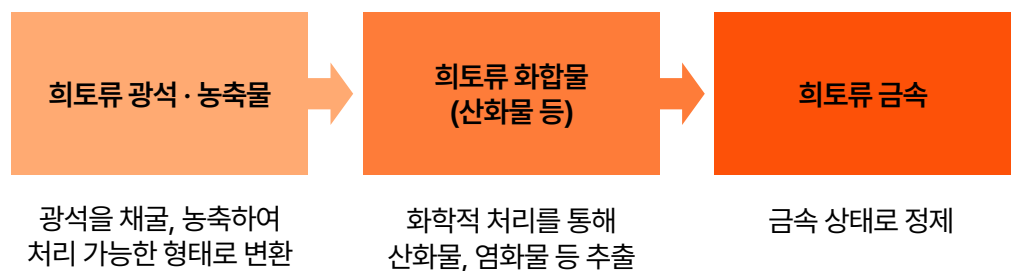 희토류 광석 · 농축물
희토류 화합물
(산화물 등)
희토류 금속
광석을 채굴, 농축하여
처리 가능한 형태로 변환
화학적 처리를 통해
산화물, 염화물 등 추출
금속 상태로 정제